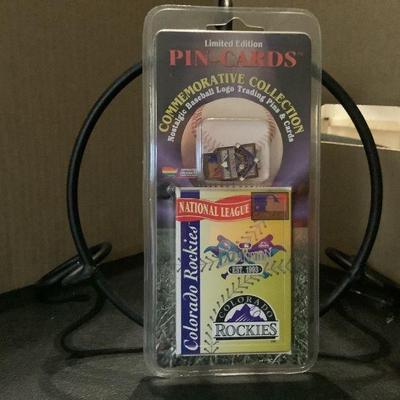 Limited Edition
PIN-CARDS™
COMMEMORATIVE COLLECTION
Nostalgic Baseball Logo Trading Pins & Cards
NATIONAL LEAGUE
Colorado Rockies
EST. 1993
COLORADO
ROCKIES